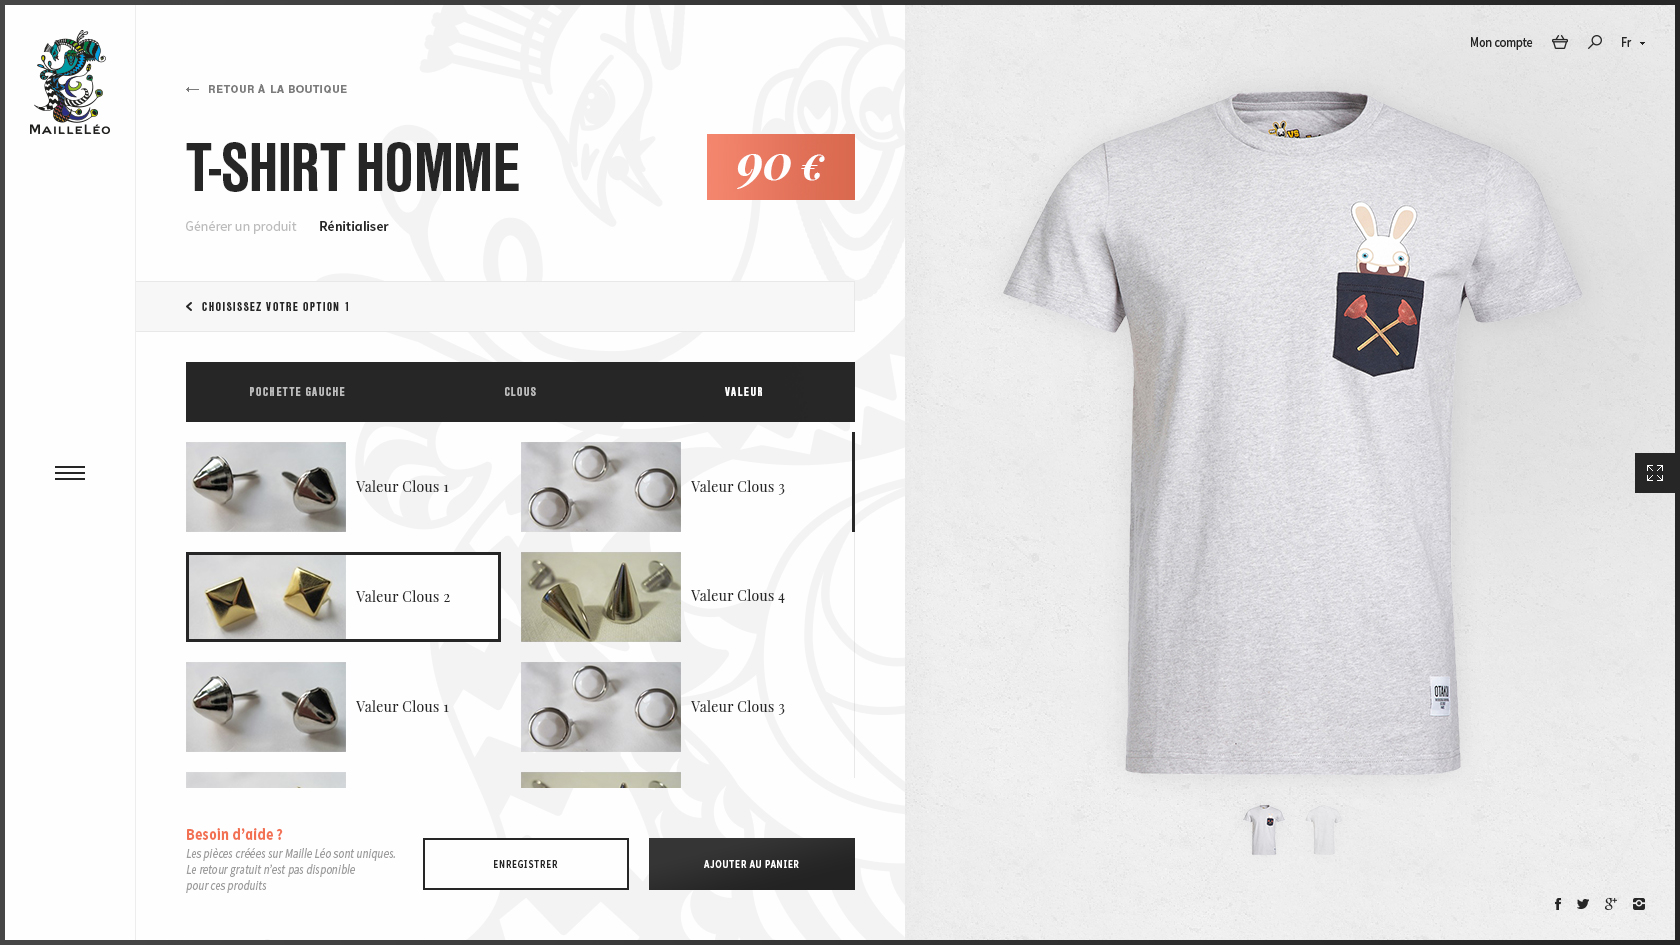 MAILLELÉO
Mon compte
Fr
RETOUR À LA BOUTIQUE
T-SHIRT HOMME
90 €
Générer un produit
Rénitialiser
CHOISISSEZ VOTRE OPTION 1
POCHETTE GAUCHE
CLOUS
VALEUR
Valeur Clous 1
Valeur Clous 3
Valeur Clous 2
Valeur Clous 4
Valeur Clous 1
Valeur Clous 3
Besoin d'aide ?
Les pièces créées sur Maille Léo sont uniques.
Le retour gratuit n'est pas disponible
pour ces produits
ENREGISTRER
AJOUTER AU PANIER
VS
OTAKU